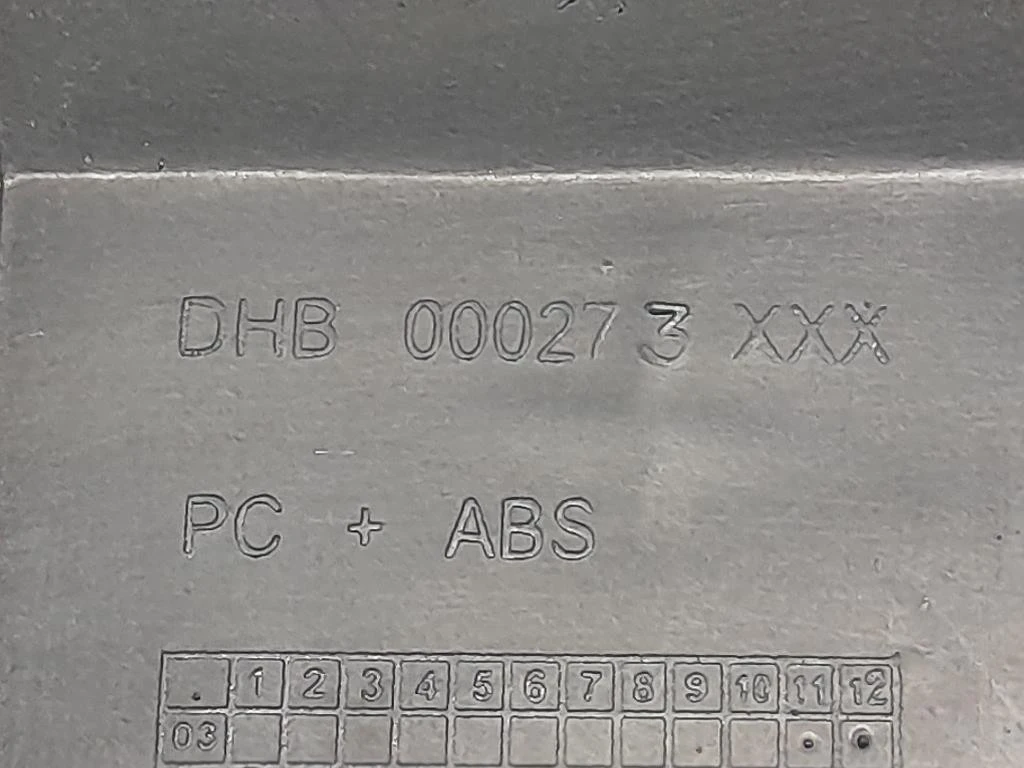 DHB 000273 XXX
PC + ABS
1 2 3 4 5 6 7 8 9 10 11 12
03